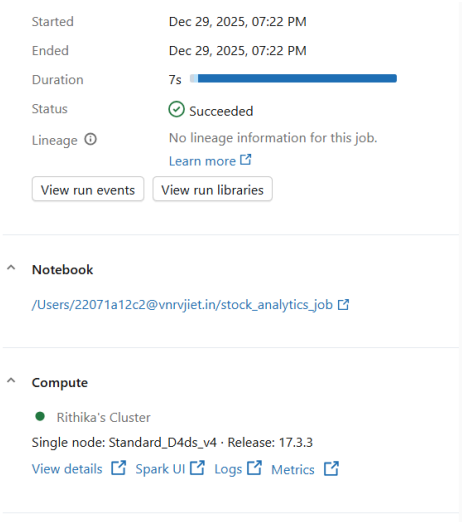 Started Dec 29, 2025, 07:22 PM
Ended Dec 29, 2025, 07:22 PM
Duration 7s
Status Succeeded
Lineage No lineage information for this job.
Learn more
View run events View run libraries
Notebook
/Users/22071a12c2@vnrvjiet.in/stock_analytics_job
Compute
Rithika's Cluster
Single node: Standard_D4ds_v4 · Release: 17.3.3
View details Spark UI Logs Metrics